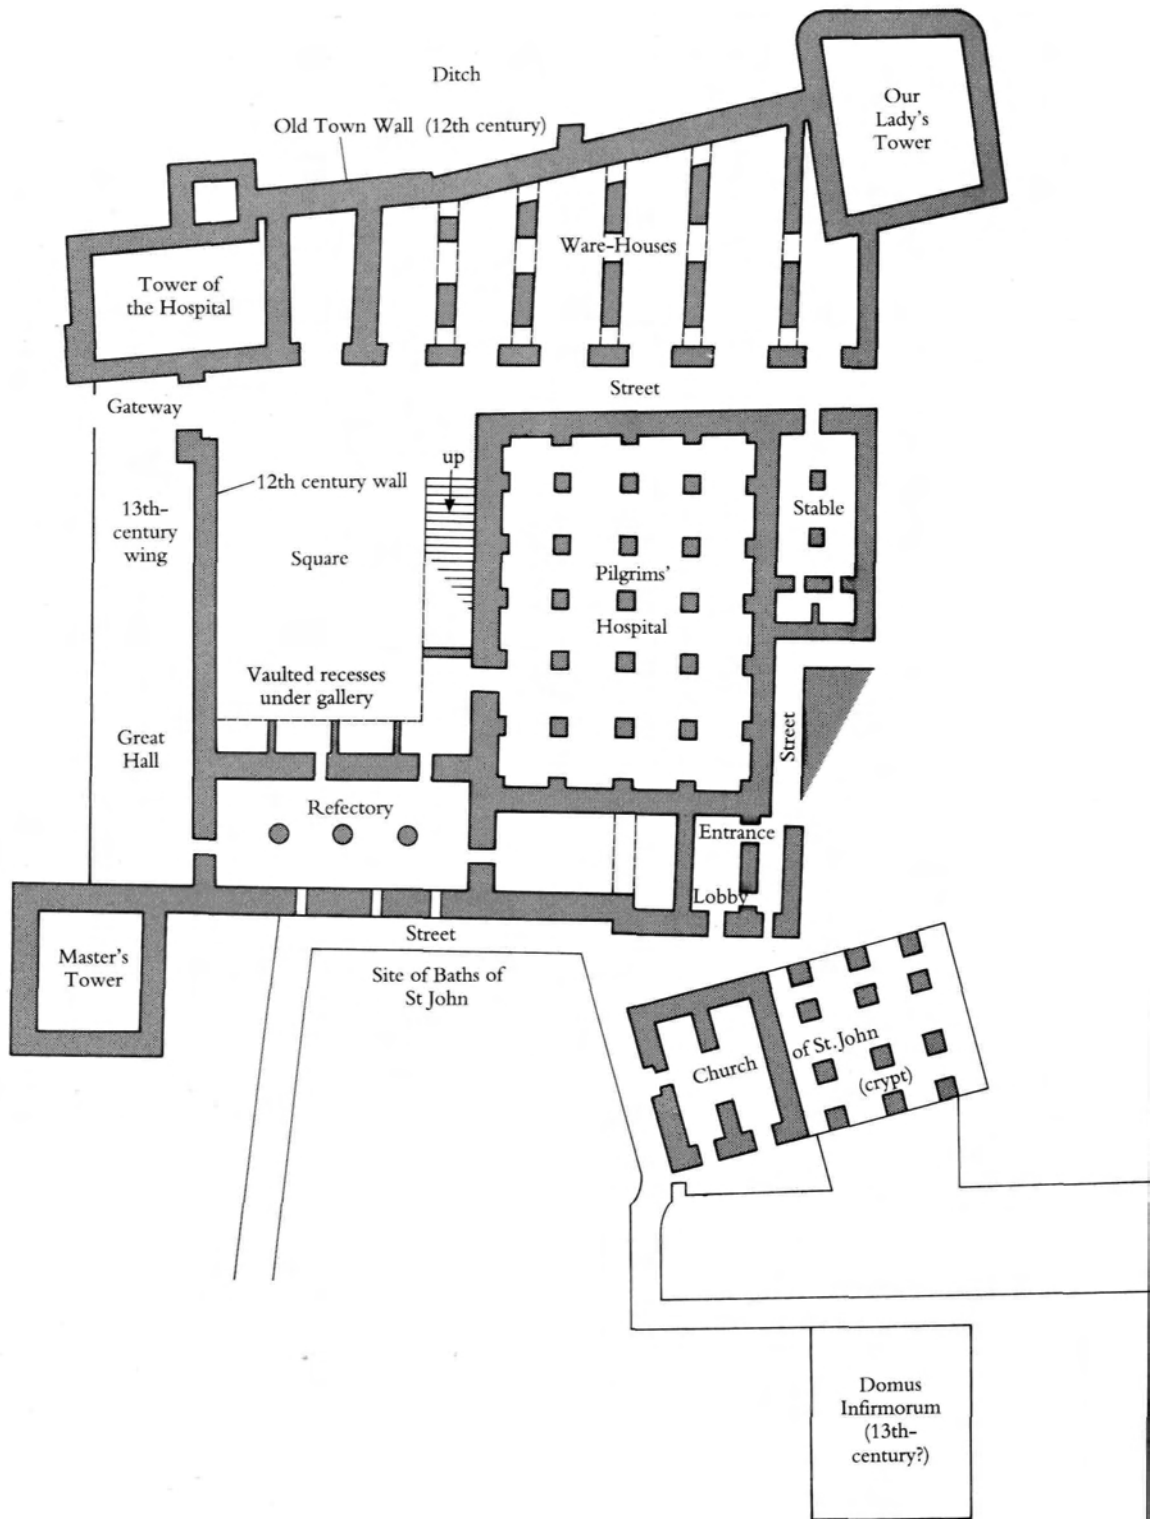 Ditch
Old Town Wall (12th century)
Our
Lady's
Tower
Ware-Houses
Tower of
the Hospital
Street
Gateway
up
12th century wall
13th-
century
wing
Square
Stable
Pilgrims'
Hospital
Vaulted recesses
under gallery
Street
Great
Hall
Refectory
Entrance
Lobby
Street
Master's
Tower
Site of Baths of
St John
Church
of St. John
(crypt)
Domus
Infirmorum
(13th-
century?)